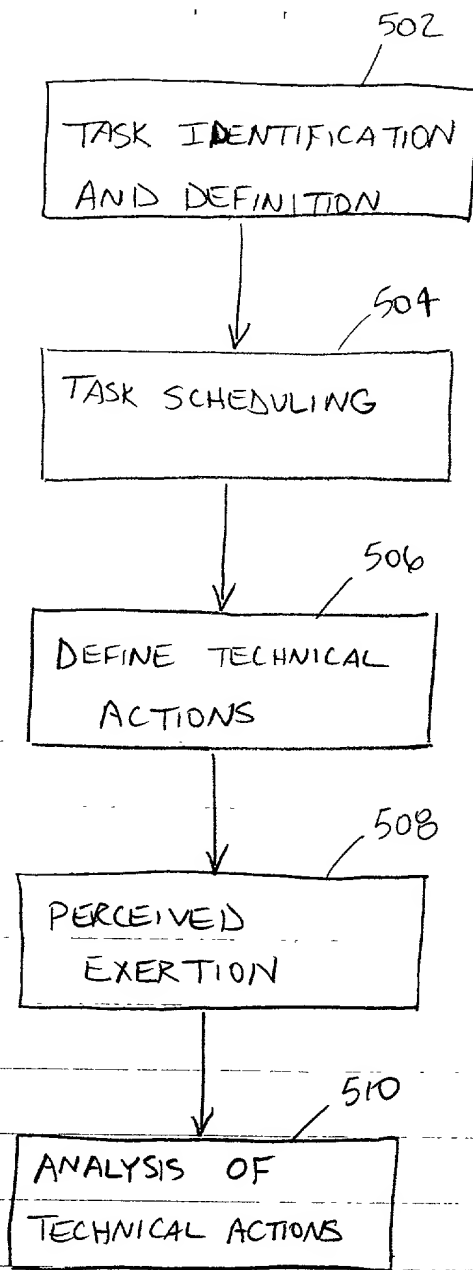 502
TASK IDENTIFICATION
AND DEFINITION
504
TASK SCHEDULING
506
DEFINE TECHNICAL
ACTIONS
508
PERCEIVED
EXERTION
510
ANALYSIS OF
TECHNICAL ACTIONS